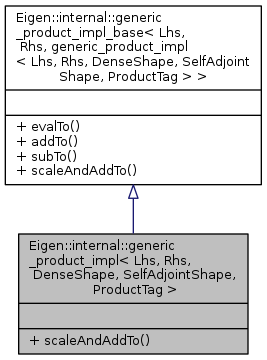 Eigen::internal::generic
_product_impl_base< Lhs,
Rhs, generic_product_impl
< Lhs, Rhs, DenseShape, SelfAdjoint
Shape, ProductTag > >
+ evalTo()
+ addTo()
+ subTo()
+ scaleAndAddTo()
Eigen::internal::generic
_product_impl< Lhs, Rhs,
DenseShape, SelfAdjointShape,
ProductTag >
+ scaleAndAddTo()